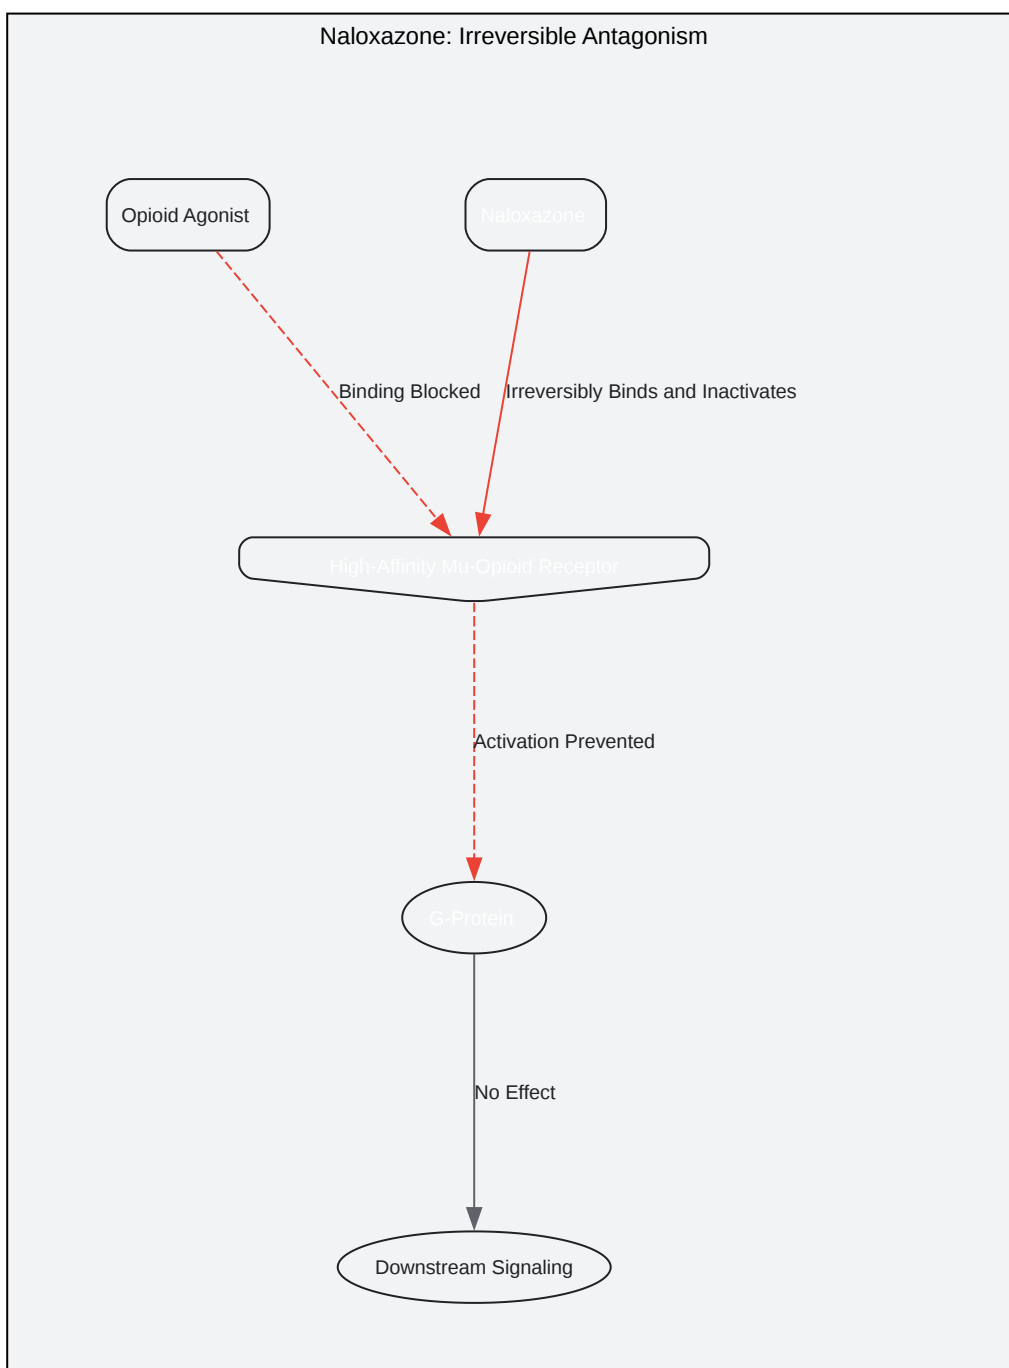 Naloxazone: Irreversible Antagonism
Opioid Agonist
Naloxazone
Binding Blocked
Irreversibly Binds and Inactivates
High-Affinity Mu-Opioid Receptor
Activation Prevented
G-Protein
No Effect
Downstream Signaling